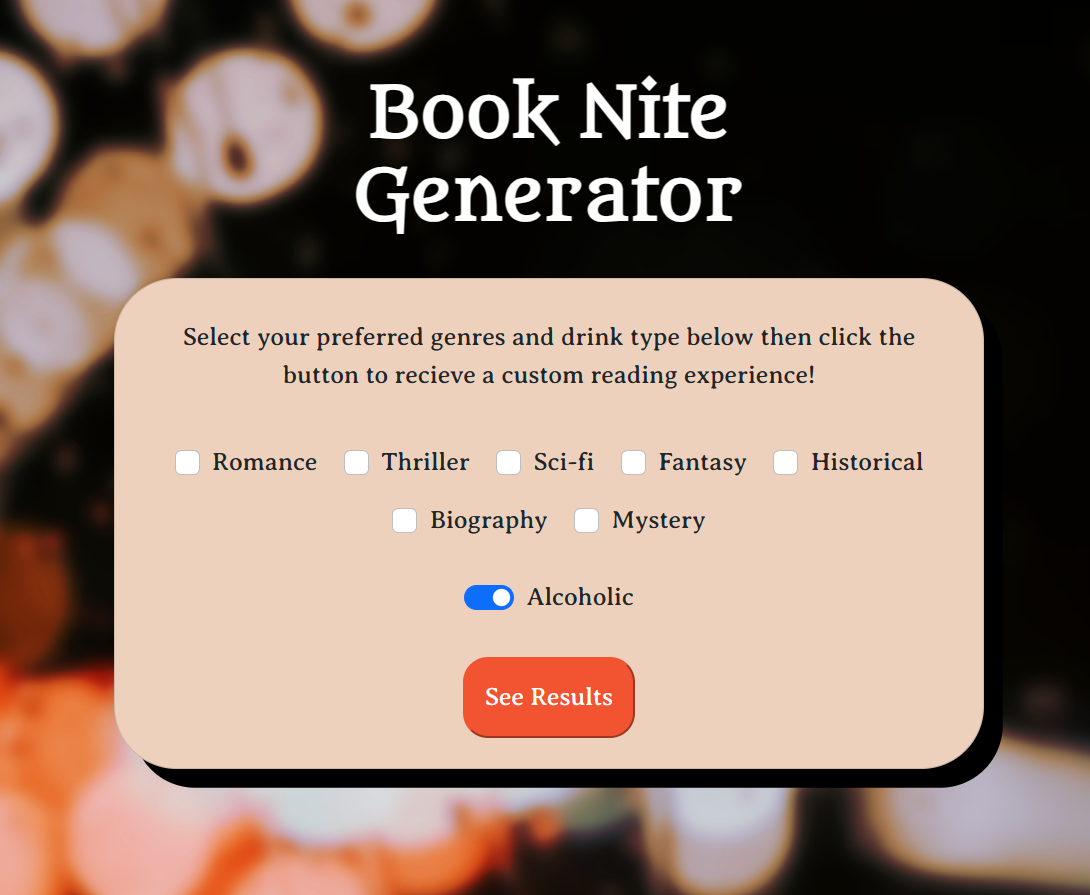 Book Nite
Generator
Select your preferred genres and drink type below then click the
button to recieve a custom reading experience!
Romance Thriller Sci-fi Fantasy Historical
Biography Mystery
Alcoholic
See Results